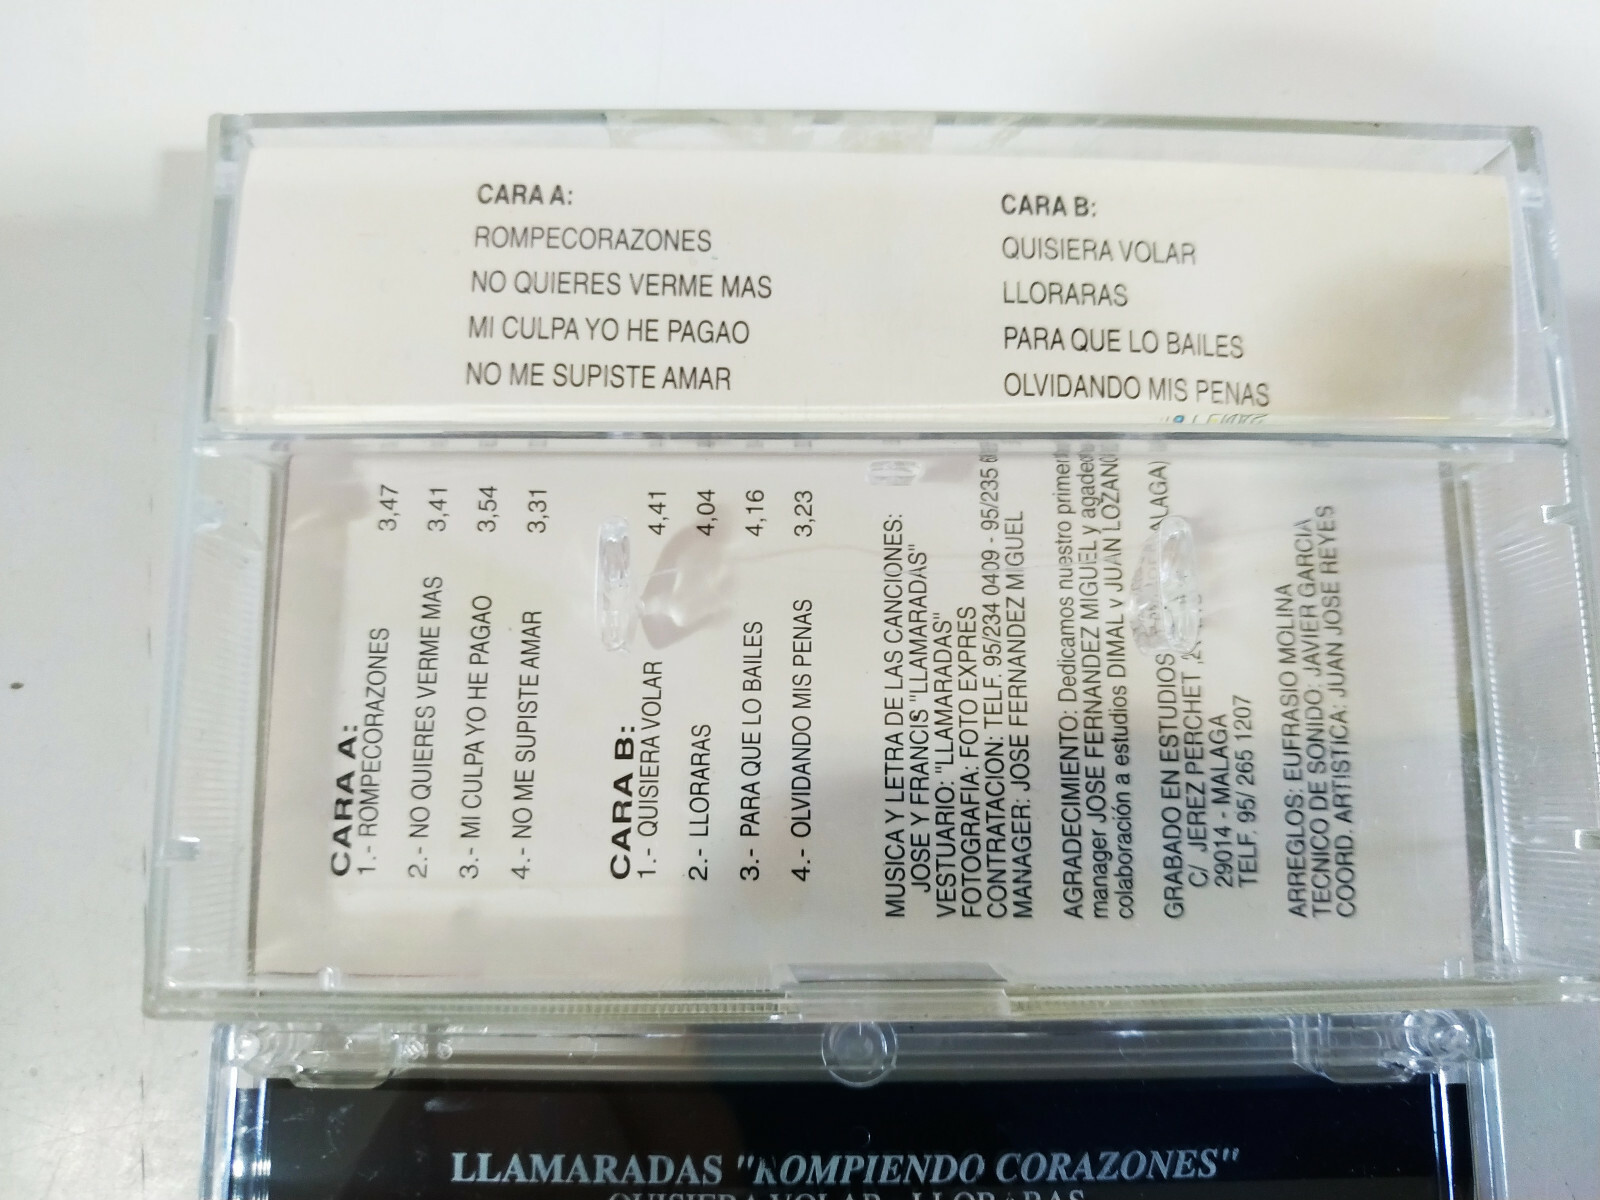 CARA A:
ROMPECORAZONES
NO QUIERES VERME MAS
MI CULPA YO HE PAGAO
NO ME SUPISTE AMAR
CARA B:
QUISIERA VOLAR
LLORARAS
PARA QUE LO BAILES
OLVIDANDO MIS PENAS
CARA A:
1.- ROMPECORAZONES 3,47
2.- NO QUIERES VERME MAS 3,41
3.- MI CULPA YO HE PAGAO 3,54
4.- NO ME SUPISTE AMAR 3,31
CARA B:
1.- QUISIERA VOLAR 4,41
2.- LLORARAS 4,04
3.- PARA QUE LO BAILES 4,16
4.- OLVIDANDO MIS PENAS 3,23
MUSICA Y LETRA DE LAS CANCIONES:
JOSE Y FRANCIS "LLAMARADAS"
VESTUARIO: "LLAMARADAS"
FOTOGRAFIA: FOTO EXPRES
CONTRATACION: TELF. 95/234 0409 - 95/235
MANAGER: JOSE FERNANDEZ MIGUEL
AGRADECIMIENTO: Dedicamos nuestro
manager JOSE FERNANDEZ MIGUEL y
colaboración a estudios DIMAL y JUAN
GRABADO EN ESTUDIOS
C/ JEREZ PERCHET
29014 - MALAGA
TELF. 95/ 265 1207
ARREGLOS: EUFRASIO MOLINA
TECNICO DE SONIDO: JAVIER GARCIA
COORD. ARTISTICA: JUAN JOSE REYES
LLAMARADAS "ROMPIENDO CORAZONES"
QUISIERA VOLAR - LLORARAS